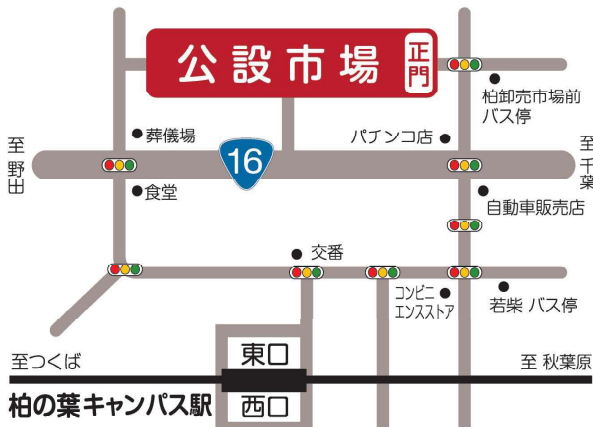 公設市場
正門
柏卸売市場前
バス停
至野田
葬儀場
16
パチンコ店
至千葉
食堂
自動車販売店
交番
コンビニ
エンスストア
若柴 バス停
至つくば
東口
至 秋葉原
柏の葉キャンパス駅
西口